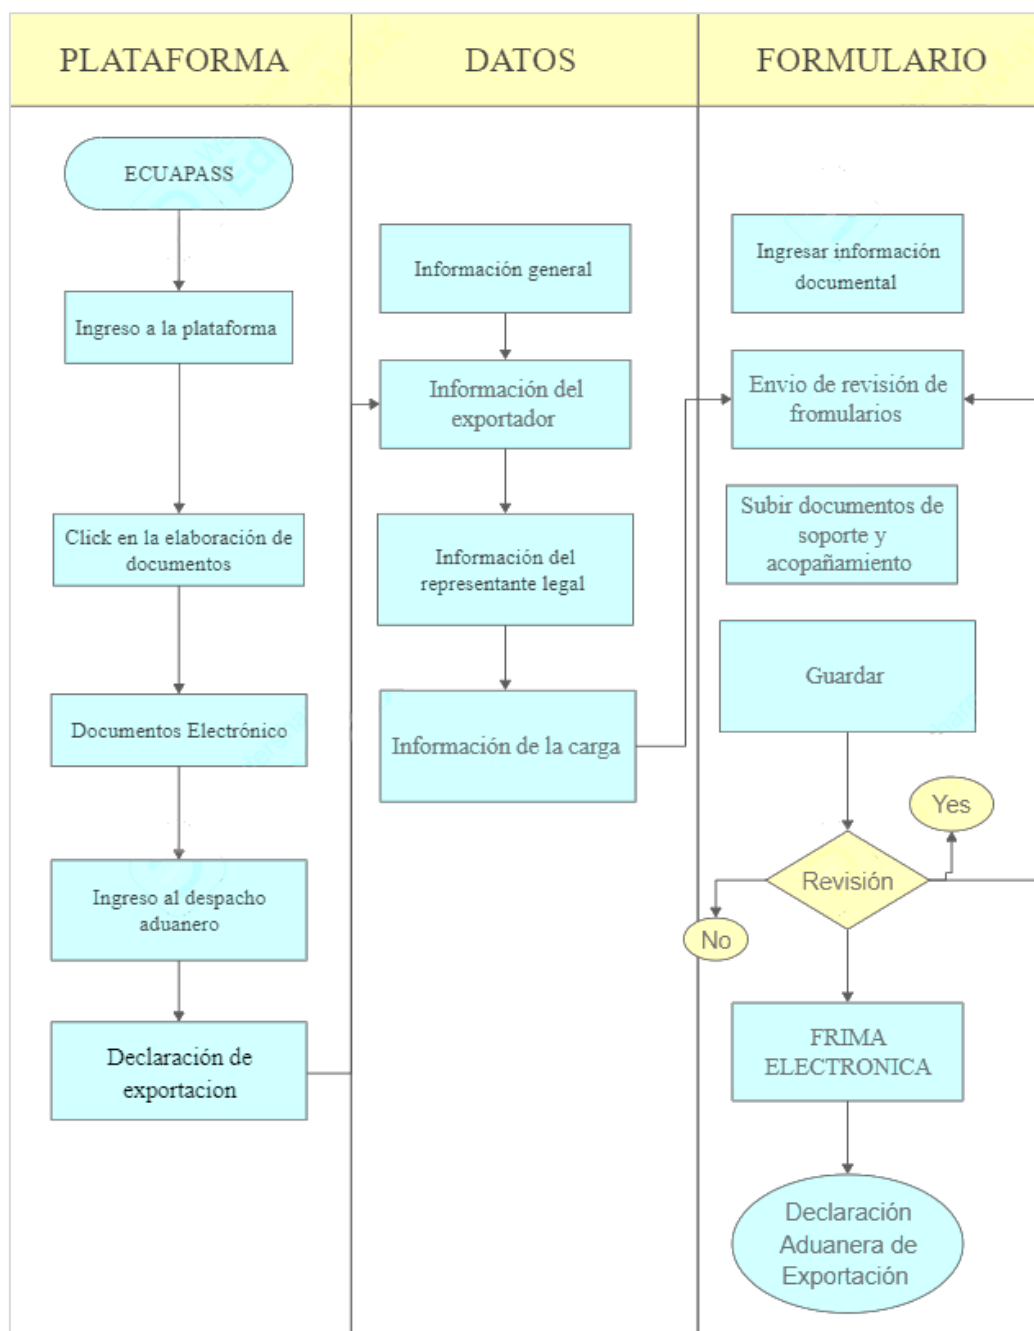 PLATAFORMA
DATOS
FORMULARIO
ECUAPASS
Ingreso a la plataforma
Click en la elaboración de
documentos
Documentos Electrónico
Ingreso al despacho
aduanero
Declaración de
exportacion
Información general
Información del
exportador
Información del
representante legal
Información de la carga
Ingresar información
documental
Envio de revisión de
fromularios
Subir documentos de
soporte y
acopañamiento
Guardar
Yes
Revisión
No
FRIMA
ELECTRONICA
Declaración
Aduanera de
Exportación